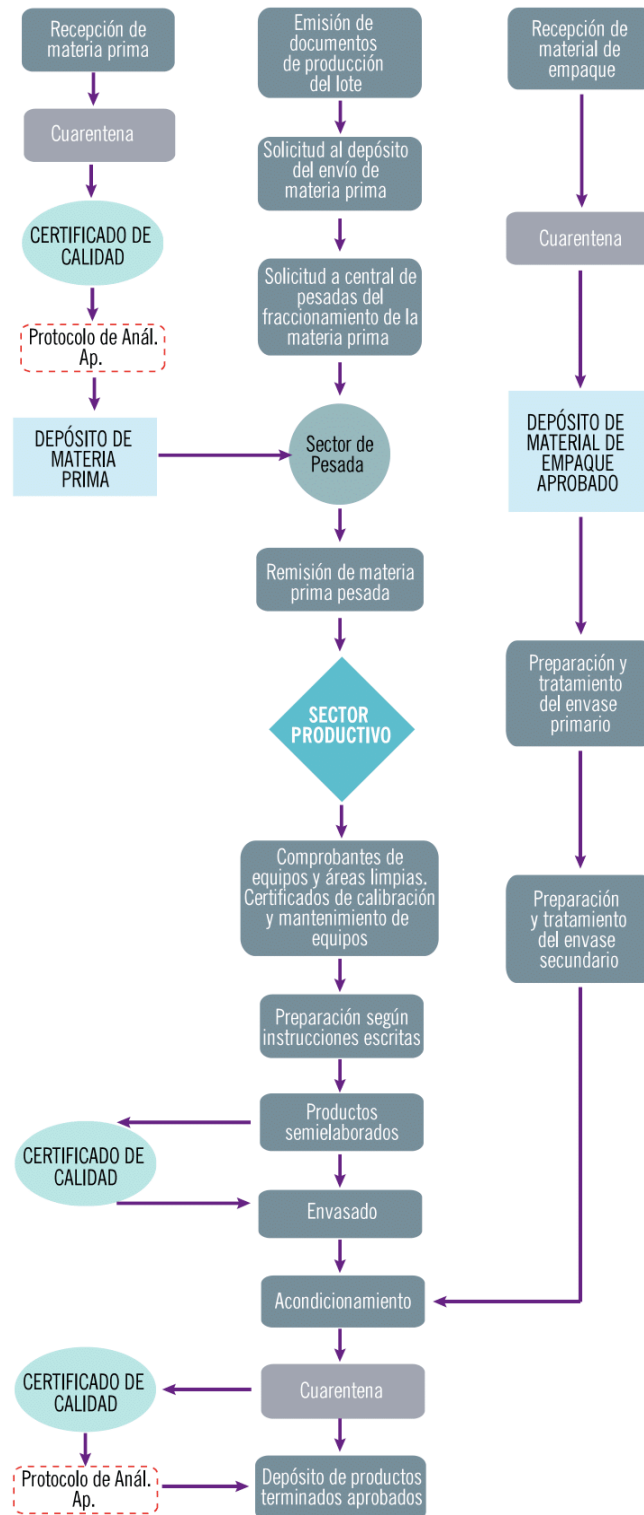 Recepción
de materia prima
Cuarentena
CERTIFICADO DE
CALIDAD
Protocolo de Anál.
Ap.
DEPÓSITO DE
MATERIA
PRIMA
Emisión de
documentos
de producción
del lote
Solicitud al depósito
del envío de
materia prima
Solicitud a central de
pesadas del
fraccionamiento de la
materia prima
Sector de
Pesada
Remisión de materia
prima pesada
SECTOR
PRODUCTIVO
Comprobantes de
equipos y áreas limpias.
Certificados de calibración
y mantenimiento de
equipos
Preparación según
instrucciones escritas
Productos
semielaborados
CERTIFICADO DE
CALIDAD
Envasado
Acondicionamiento
Cuarentena
CERTIFICADO DE
CALIDAD
Protocolo de Anál.
Ap.
Depósito de productos
terminados aprobados
Recepción de
material de
empaque
Cuarentena
DEPÓSITO DE
MATERIAL DE
EMPAQUE
APROBADO
Preparación y
tratamiento
del envase
primario
Preparación
y tratamiento
del envase
secundario